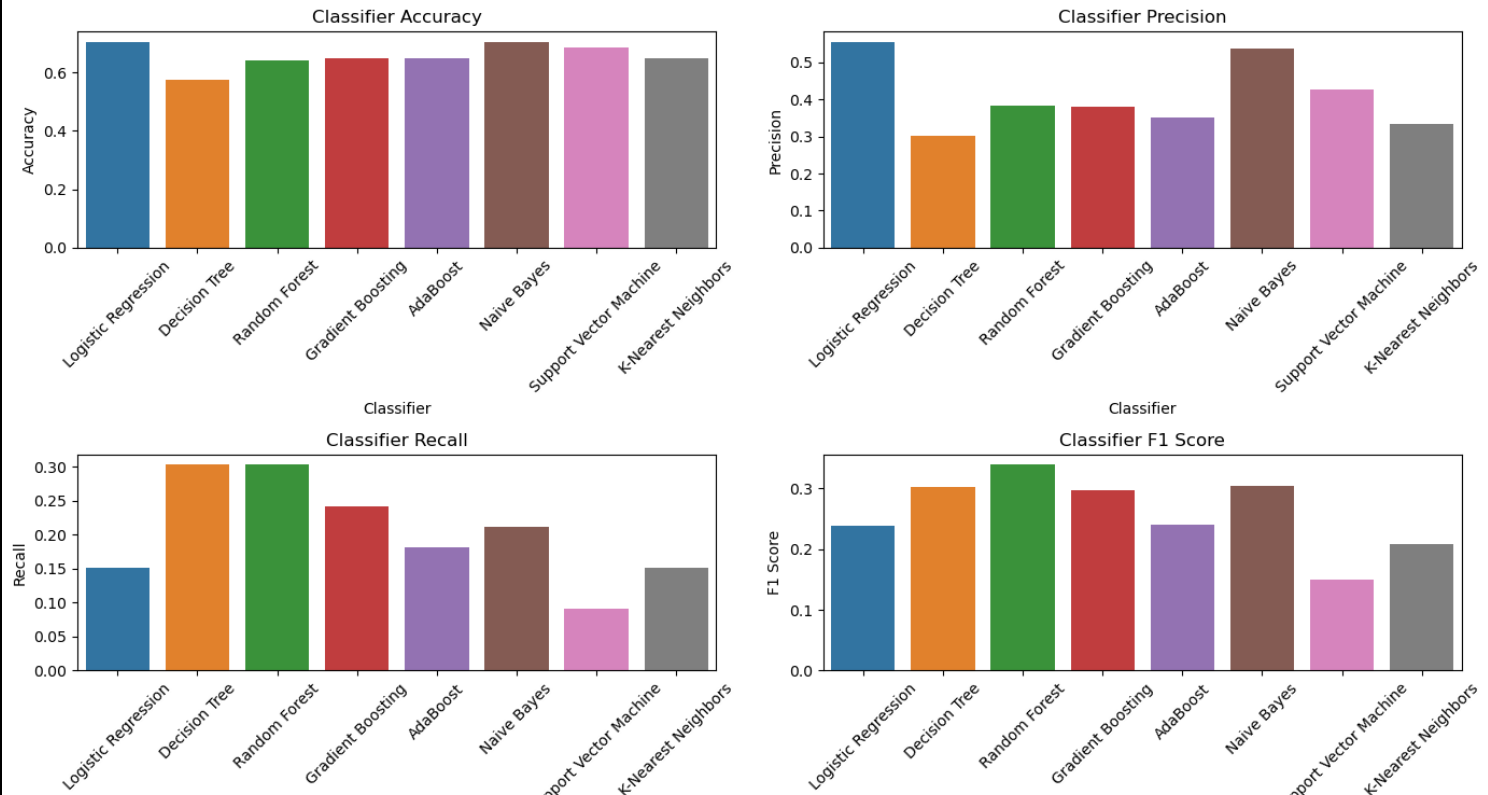 Classifier Accuracy
Accuracy
0.6
0.4
0.2
0.0
Logistic Regression
Decision Tree
Random Forest
Gradient Boosting
AdaBoost
Naive Bayes
Support Vector Machine
K-Nearest Neighbors
Classifier
Classifier Precision
Precision
0.5
0.4
0.3
0.2
0.1
0.0
Logistic Regression
Decision Tree
Random Forest
Gradient Boosting
AdaBoost
Naive Bayes
Support Vector Machine
K-Nearest Neighbors
Classifier
Classifier Recall
Recall
0.30
0.25
0.20
0.15
0.10
0.05
0.00
Logistic Regression
Decision Tree
Random Forest
Gradient Boosting
AdaBoost
Naive Bayes
Vector Machine
K-Nearest Neighbors
Classifier F1 Score
F1 Score
0.3
0.2
0.1
0.0
Logistic Regression
Decision Tree
Random Forest
Gradient Boosting
AdaBoost
Naive Bayes
Vector Machine
K-Nearest Neighbors